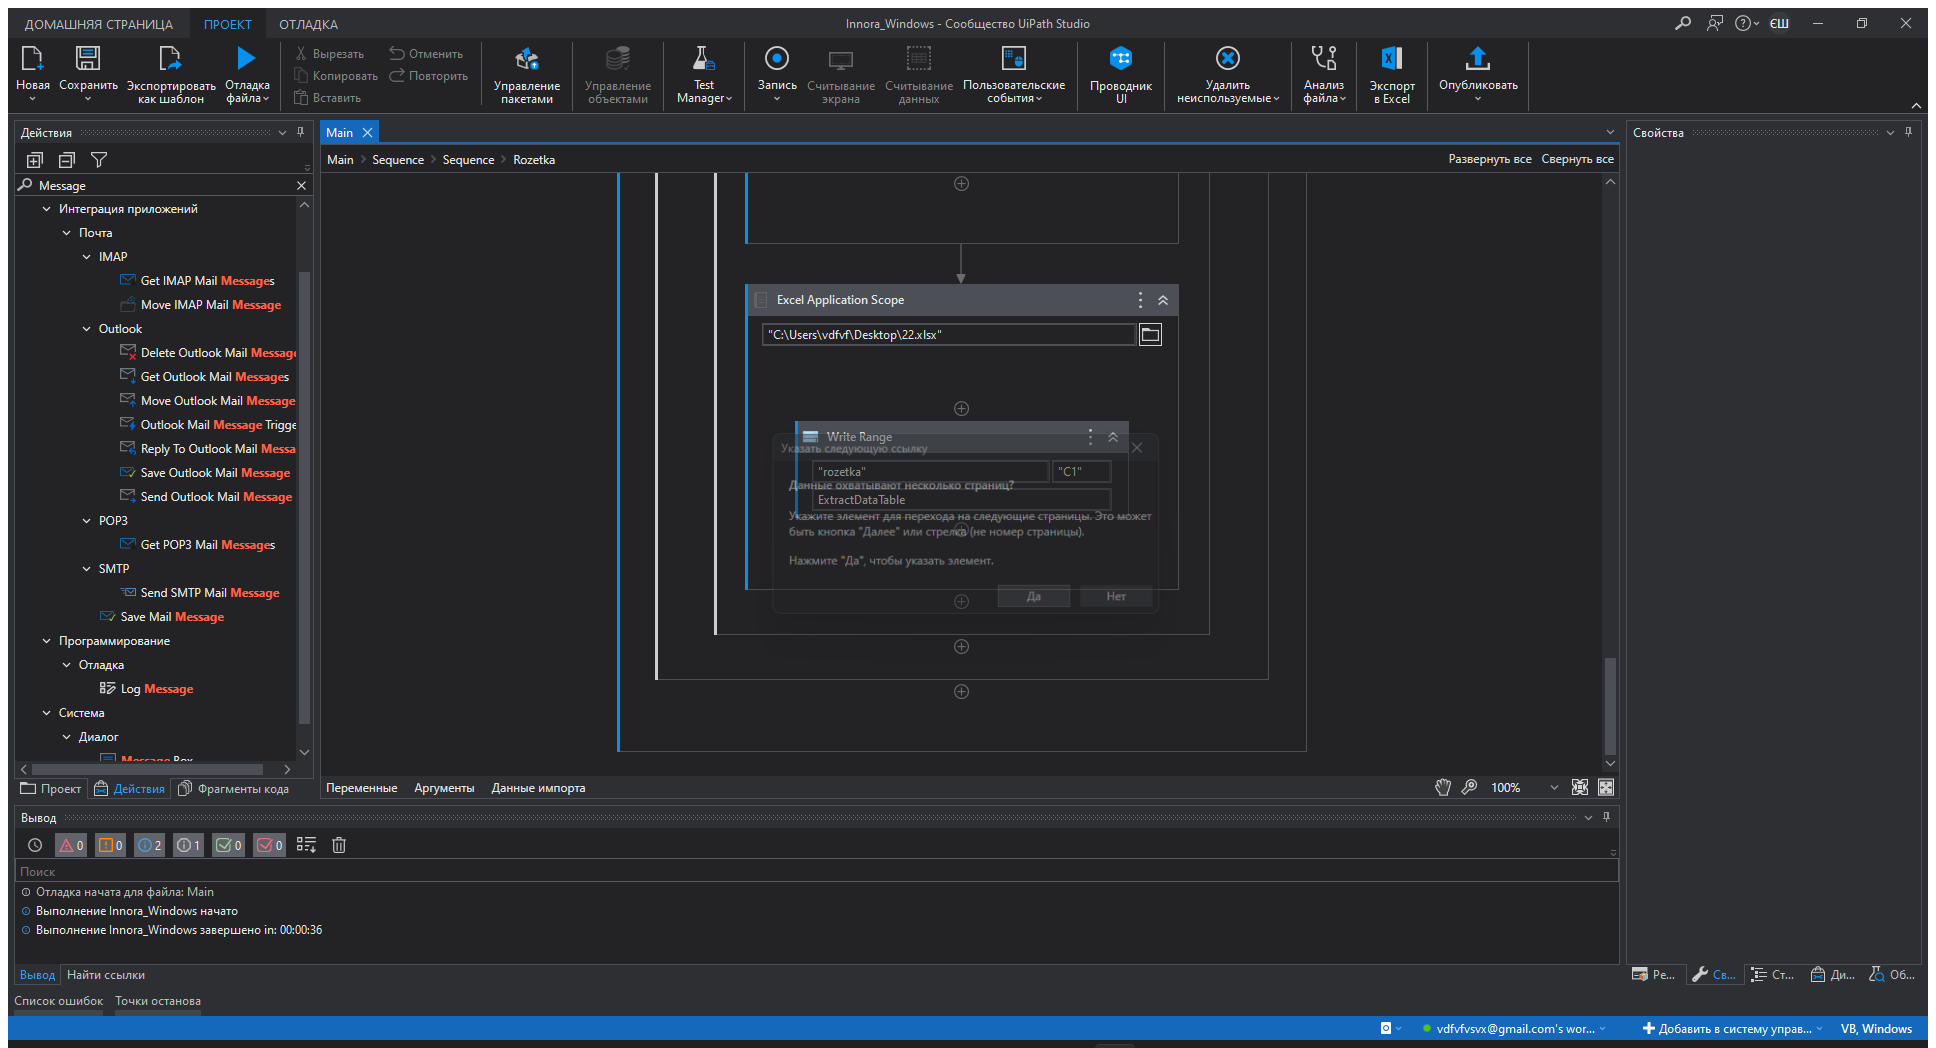 ДОМАШНЯЯ СТРАНИЦА ПРОЕКТ ОТЛАДКА Innora_Windows - Сообщество UiPath Studio ЄШ
Новая Сохранить Экспортировать как шаблон Отладка файла
Вырезать Отменить
Копировать Повторить
Вставить
Управление пакетами Управление объектами Test Manager Запись Считывание экрана Считывание данных Пользовательские события Проводник UI Удалить неиспользуемые Анализ файла Экспорт в Excel Опубликовать
Действия
Message
Интеграция приложений
Почта
IMAP
Get IMAP Mail Messages
Move IMAP Mail Message
Outlook
Delete Outlook Mail Message
Get Outlook Mail Messages
Move Outlook Mail Message
Outlook Mail Message Trigge
Reply To Outlook Mail Messa
Save Outlook Mail Message
Send Outlook Mail Message
POP3
Get POP3 Mail Messages
SMTP
Send SMTP Mail Message
Save Mail Message
Программирование
Отладка
Log Message
Система
Диалог
Message Box
Проект Действия Фрагменты кода
Main
Main Sequence Sequence Rozetka Развернуть все Свернуть все
Excel Application Scope
"C:\Users\vdfvf\Desktop\22.xlsx"
Write Range
Указать следующую ссылку
"rozetka" "C1"
Данные охватывают несколько страниц?
ExtractDataTable
Укажите элемент для перехода на следующие страницы. Это может
быть кнопка "Далее" или стрелка (не номер страницы).
Нажмите "Да", чтобы указать элемент.
Да Нет
Переменные Аргументы Данные импорта 100%
Свойства
Ре... Св... Ст... Ди... Об...
Вывод
0 0 2 1 0 0
Поиск
Отладка начата для файла: Main
Выполнение Innora_Windows начато
Выполнение Innora_Windows завершено in: 00:00:36
Вывод Найти ссылки
Список ошибок Точки останова
vdfvfvsvx@gmail.com's wor... Добавить в систему управ... VB, Windows